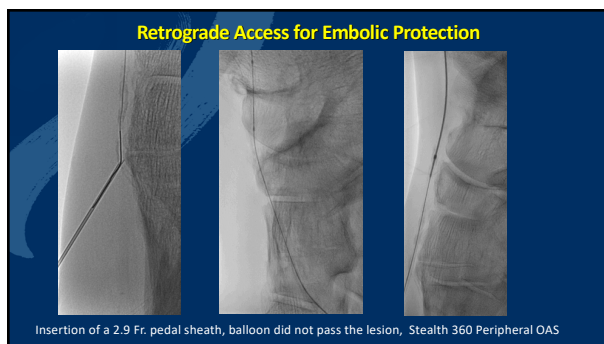 Retrograde Access for Embolic Protection
Insertion of a 2.9 Fr. pedal sheath, balloon did not pass the lesion, Stealth 360 Peripheral OAS